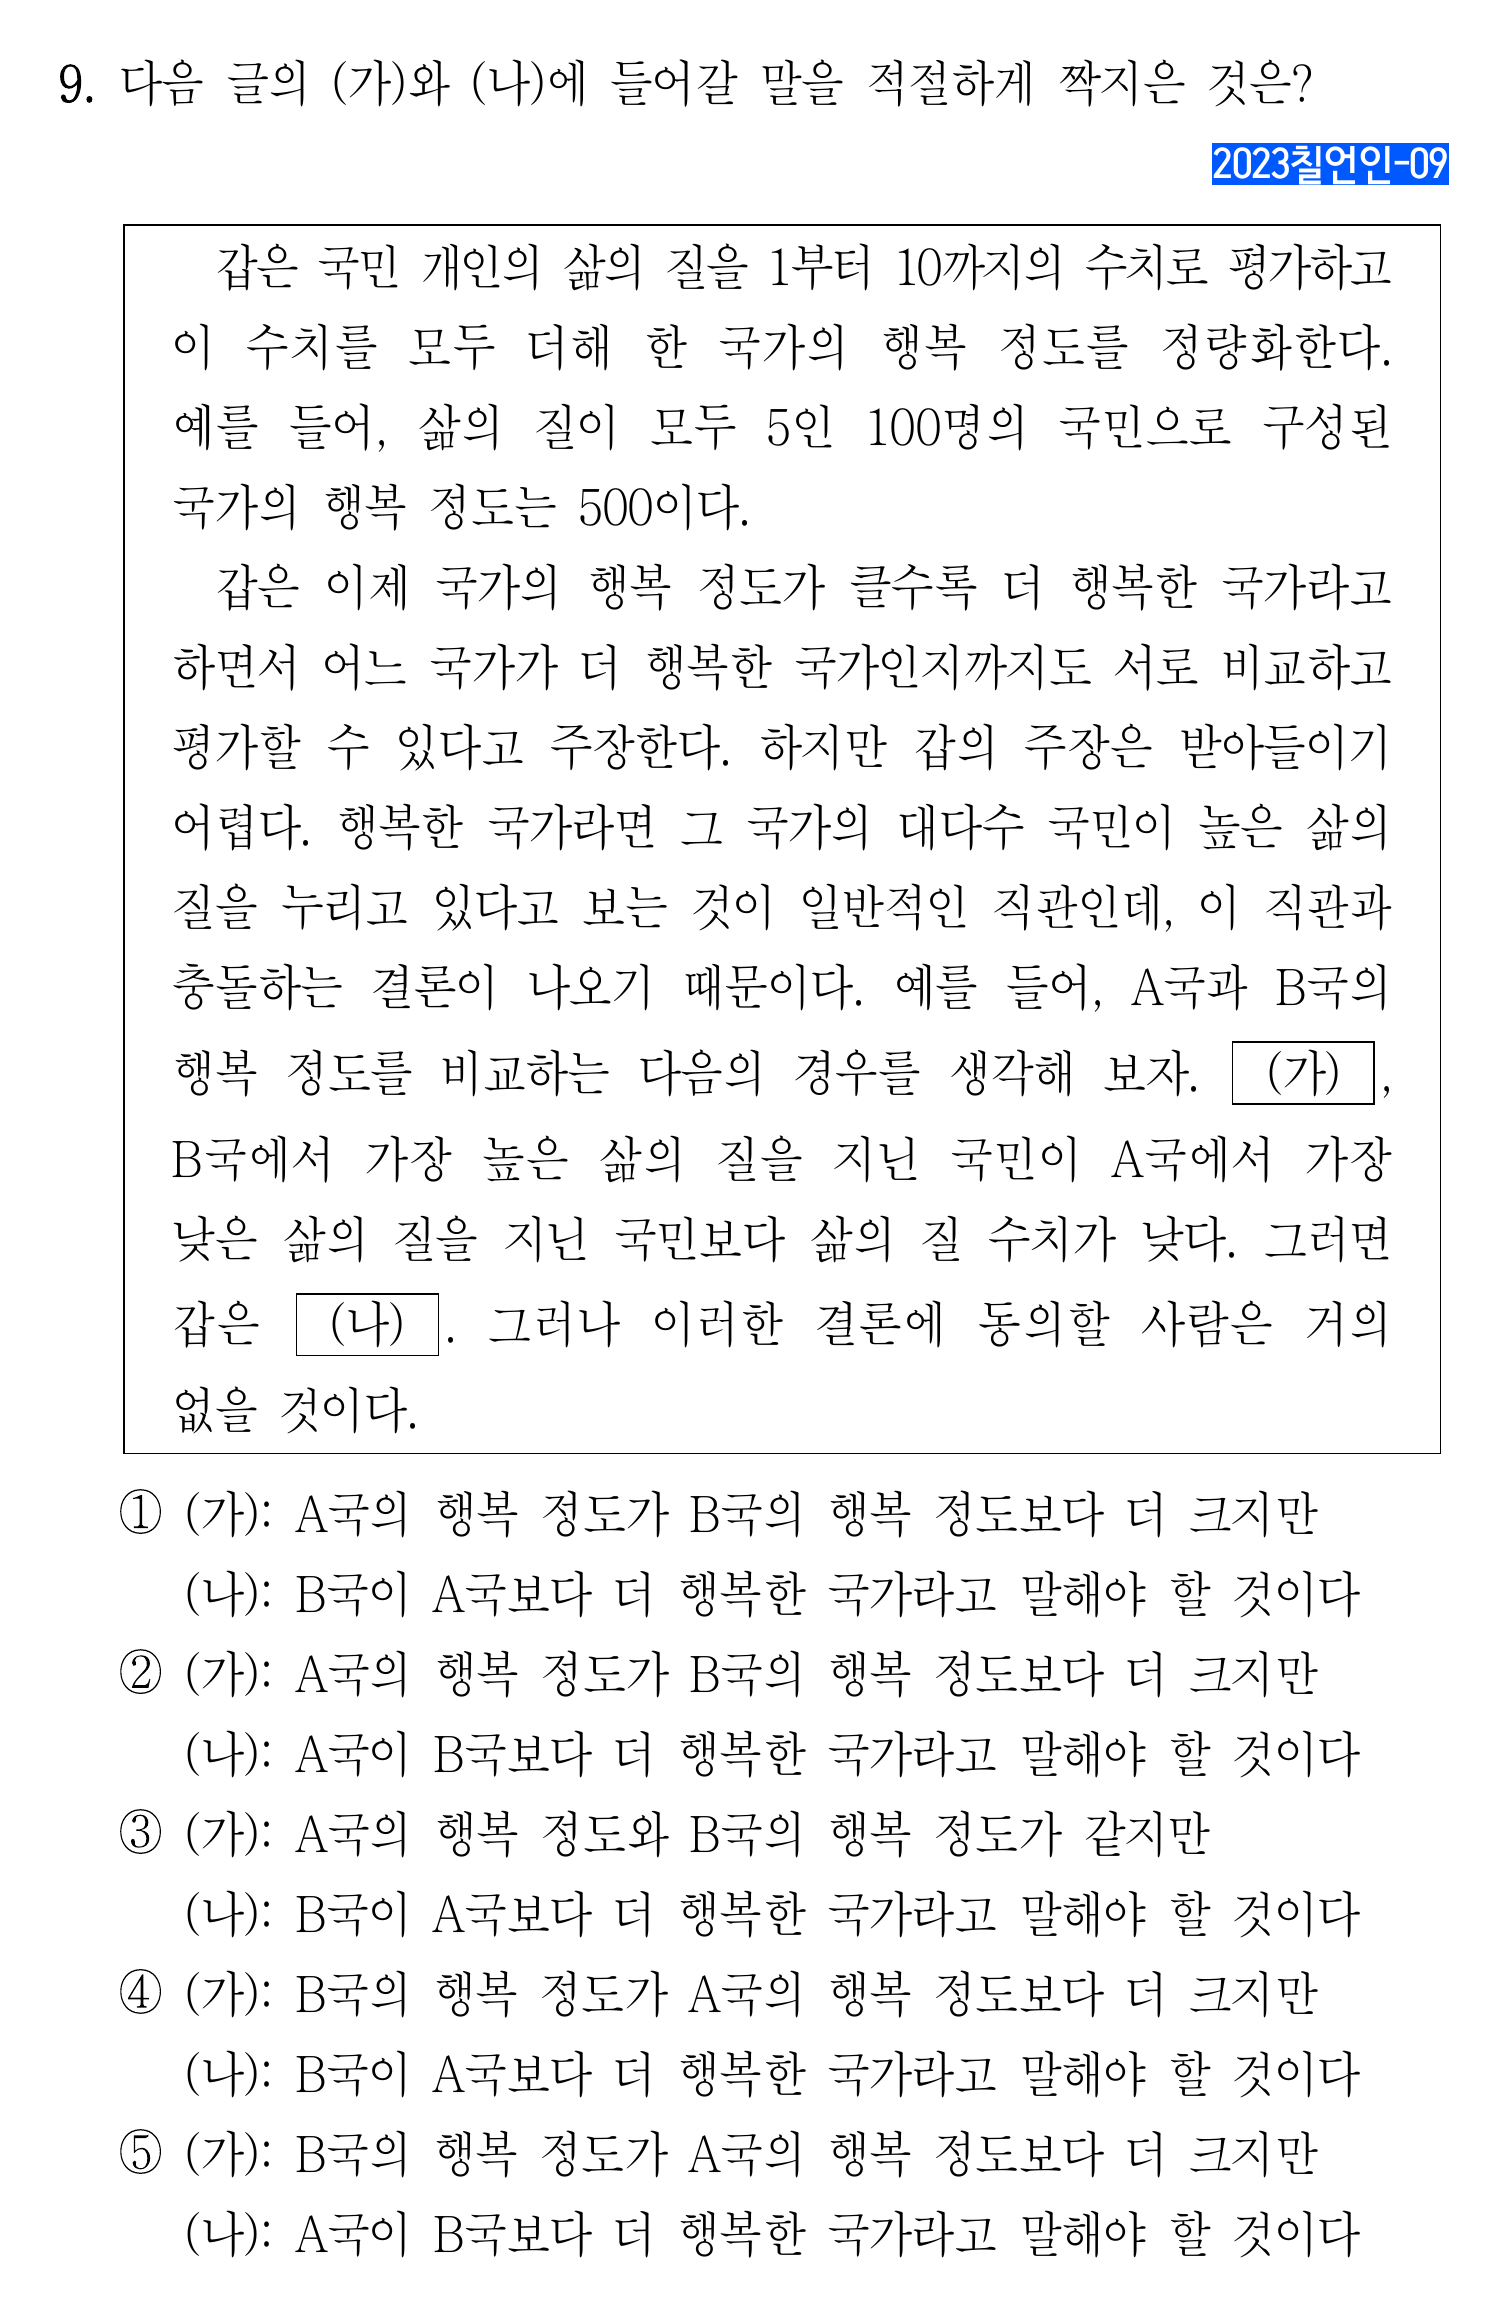 9. 다음 글의 (가)와 (나)에 들어갈 말을 적절하게 짝지은 것은?
2023칠언인-09
갑은 국민 개인의 삶의 질을 1부터 10까지의 수치로 평가하고
이 수치를 모두 더해 한 국가의 행복 정도를 정량화한다.
예를 들어, 삶의 질이 모두 5인 100명의 국민으로 구성된
국가의 행복 정도는 500이다.
갑은 이제 국가의 행복 정도가 클수록 더 행복한 국가라고
하면서 어느 국가가 더 행복한 국가인지까지도 서로 비교하고
평가할 수 있다고 주장한다. 하지만 갑의 주장은 받아들이기
어렵다. 행복한 국가라면 그 국가의 대다수 국민이 높은 삶의
질을 누리고 있다고 보는 것이 일반적인 직관인데, 이 직관과
충돌하는 결론이 나오기 때문이다. 예를 들어, A국과 B국의
행복 정도를 비교하는 다음의 경우를 생각해 보자. (가) ,
B국에서 가장 높은 삶의 질을 지닌 국민이 A국에서 가장
낮은 삶의 질을 지닌 국민보다 삶의 질 수치가 낮다. 그러면
갑은 (나) . 그러나 이러한 결론에 동의할 사람은 거의
없을 것이다.
① (가): A국의 행복 정도가 B국의 행복 정도보다 더 크지만
(나): B국이 A국보다 더 행복한 국가라고 말해야 할 것이다
② (가): A국의 행복 정도가 B국의 행복 정도보다 더 크지만
(나): A국이 B국보다 더 행복한 국가라고 말해야 할 것이다
③ (가): A국의 행복 정도와 B국의 행복 정도가 같지만
(나): B국이 A국보다 더 행복한 국가라고 말해야 할 것이다
④ (가): B국의 행복 정도가 A국의 행복 정도보다 더 크지만
(나): B국이 A국보다 더 행복한 국가라고 말해야 할 것이다
⑤ (가): B국의 행복 정도가 A국의 행복 정도보다 더 크지만
(나): A국이 B국보다 더 행복한 국가라고 말해야 할 것이다